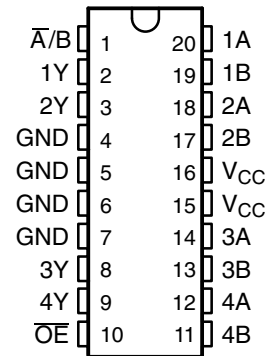 A̅/B 1 20 1A
1Y 2 19 1B
2Y 3 18 2A
GND 4 17 2B
GND 5 16 VCC
GND 6 15 VCC
GND 7 14 3A
3Y 8 13 3B
4Y 9 12 4A
O̅E̅ 10 11 4B